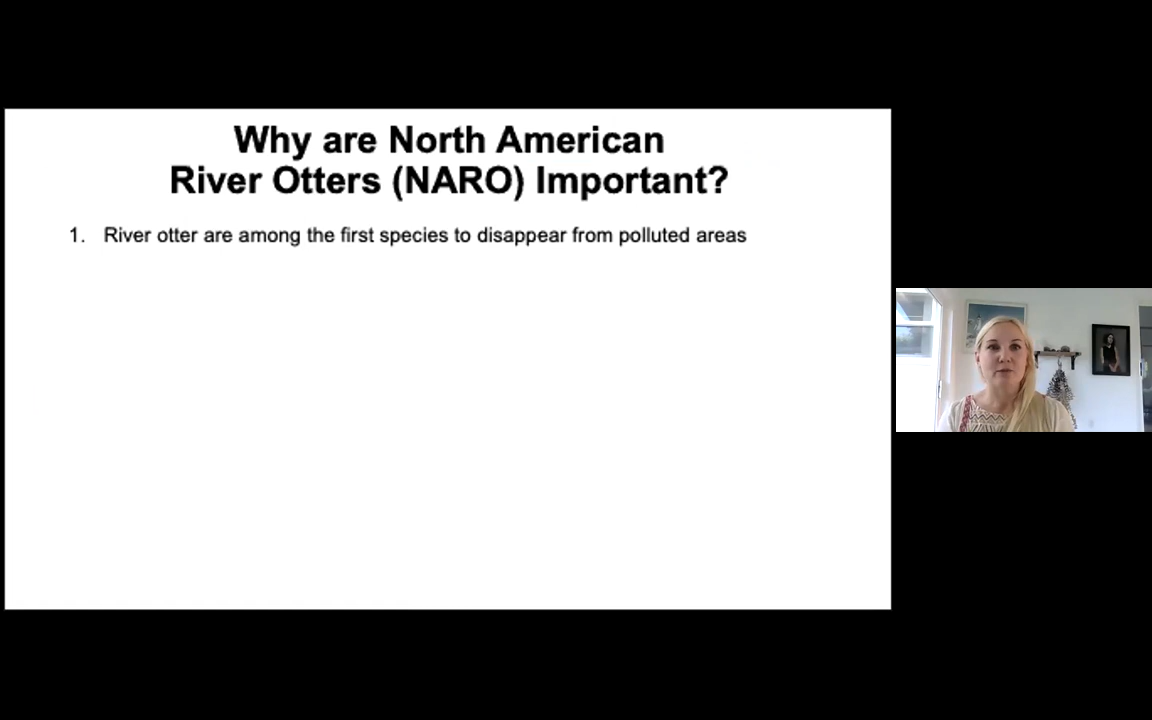 Why are North American
River Otters (NARO) Important?
1. River otter are among the first species to disappear from polluted areas